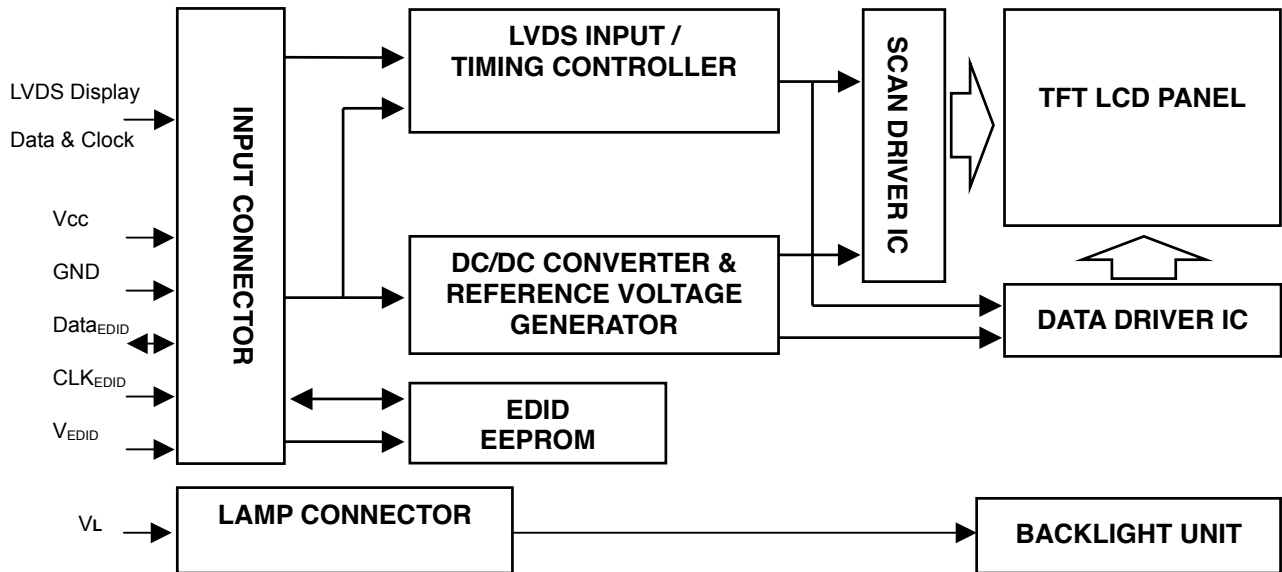 LVDS Display
Data & Clock
Vcc
GND
DataEDID
CLKEDID
VEDID
VL
INPUT CONNECTOR
LVDS INPUT /
TIMING CONTROLLER
DC/DC CONVERTER &
REFERENCE VOLTAGE
GENERATOR
EDID
EEPROM
SCAN DRIVER IC
TFT LCD PANEL
DATA DRIVER IC
LAMP CONNECTOR
BACKLIGHT UNIT